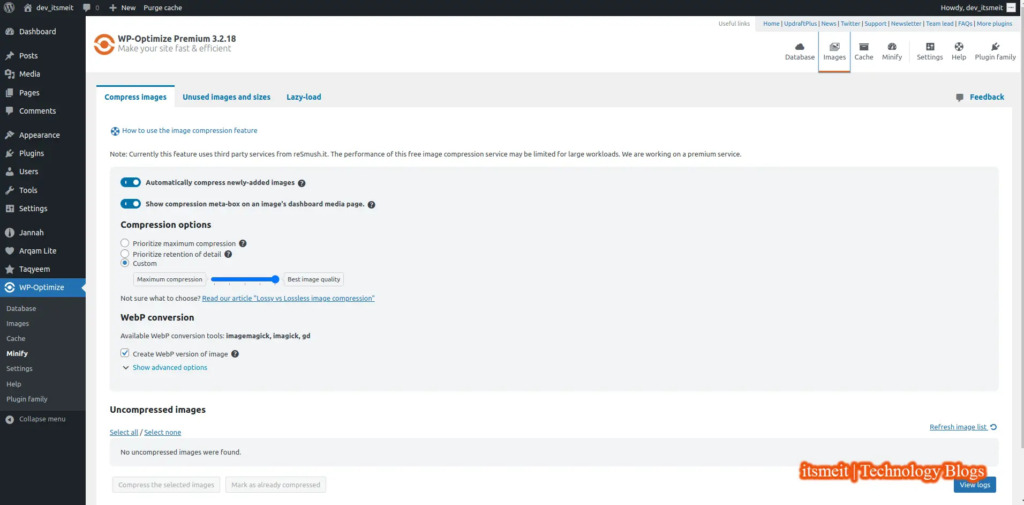 dev_itsmeit 0 New Purge cache Howdy, dev_itsmeit
Dashboard
Posts
Media
Pages
Comments
Appearance
Plugins
Users
Tools
Settings
Jannah
Arqam Lite
Taqyeem
WP-Optimize
Database
Images
Cache
Minify
Settings
Help
Plugin family
Collapse menu
Useful links Home | UpdraftPlus | News | Twitter | Support | Newsletter | Team lead | FAQs | More plugins
WP-Optimize Premium 3.2.18
Make your site fast & efficient
Database Images Cache Minify Settings Help Plugin family
Compress images Unused images and sizes Lazy-load Feedback
How to use the image compression feature
Note: Currently this feature uses third party services from reSmush.it. The performance of this free image compression service may be limited for large workloads. We are working on a premium service.
Automatically compress newly-added images
Show compression meta-box on an image's dashboard media page.
Compression options
Prioritize maximum compression
Prioritize retention of detail
Custom
Maximum compression Best image quality
Not sure what to choose? Read our article "Lossy vs Lossless image compression"
WebP conversion
Available WebP conversion tools: imagemagick, imagick, gd
Create WebP version of image
Show advanced options
Uncompressed images
Refresh image list
Select all / Select none
No uncompressed images were found.
itsmeit | Technology Blogs
Compress the selected images Mark as already compressed View logs